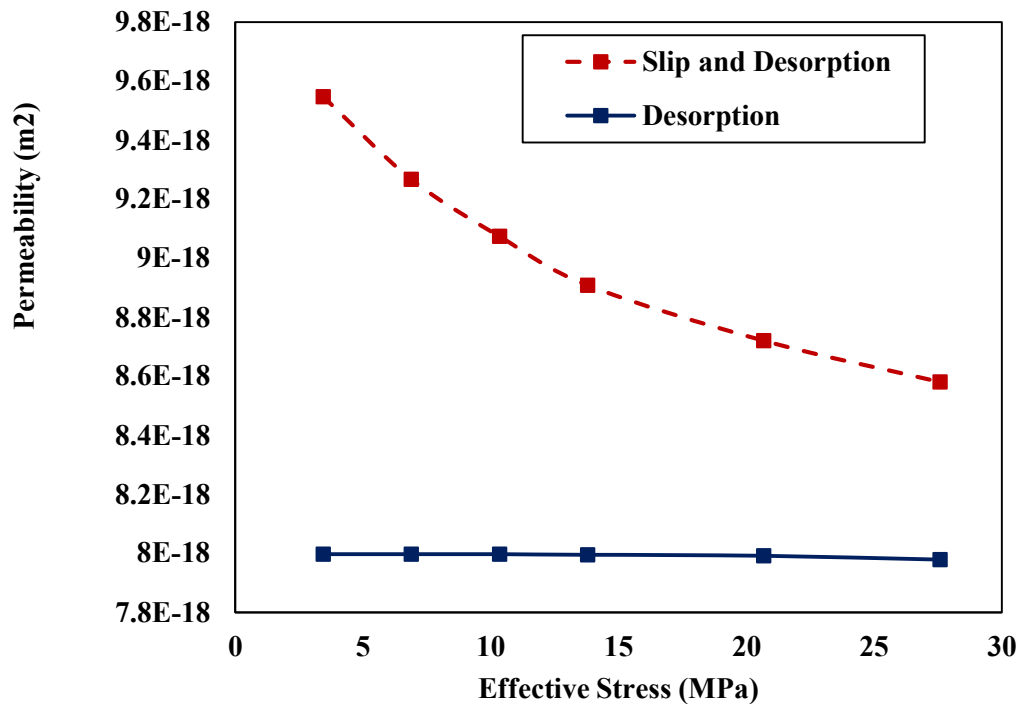 9.8E-18
9.6E-18
9.4E-18
9.2E-18
9E-18
8.8E-18
8.6E-18
8.4E-18
8.2E-18
8E-18
7.8E-18
Permeability (m2)
Slip and Desorption
Desorption
0 5 10 15 20 25 30
Effective Stress (MPa)